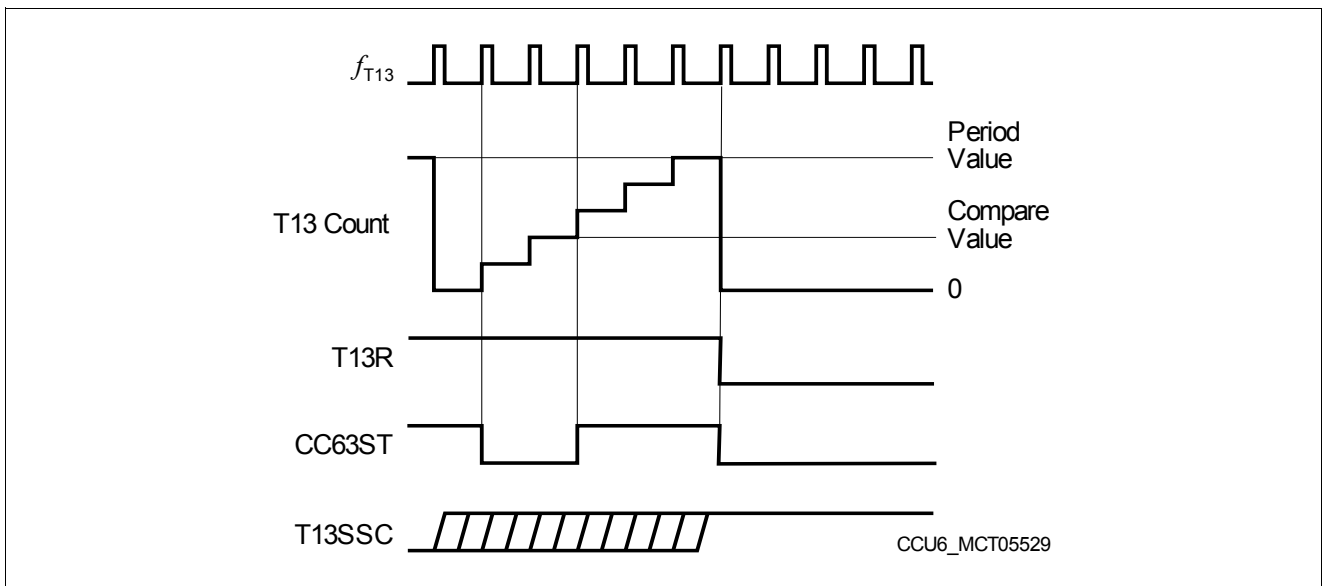 fT13
Period
Value
T13 Count
Compare
Value
0
T13R
CC63ST
T13SSC
CCU6_MCT05529